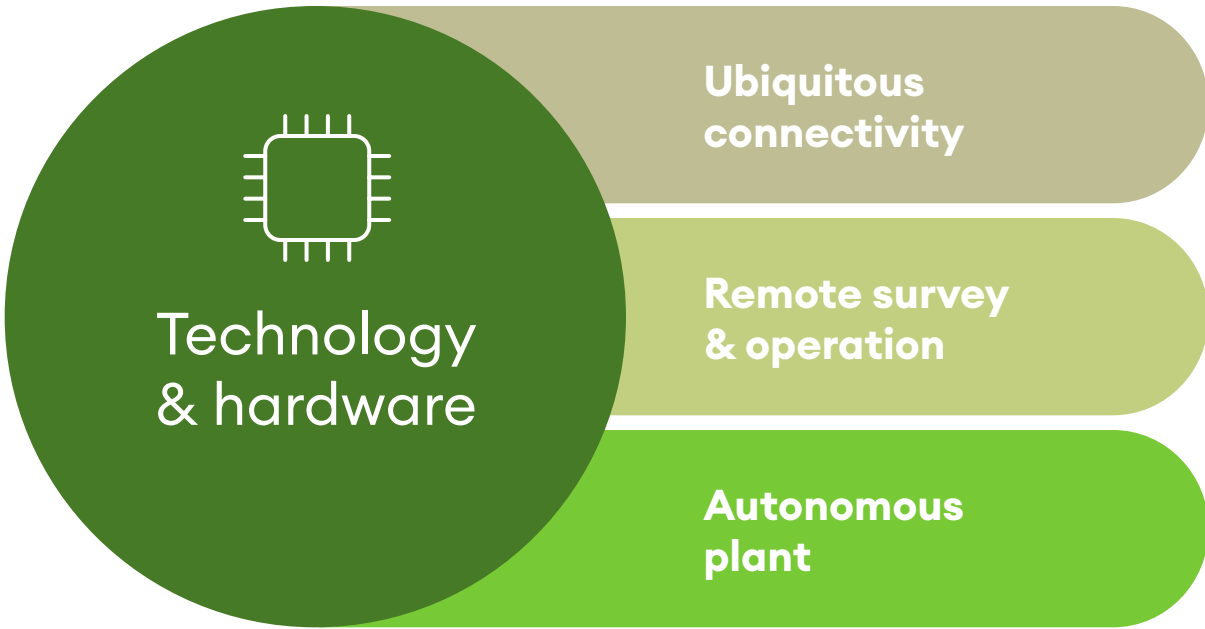 Technology
& hardware
Ubiquitous
connectivity
Remote survey
& operation
Autonomous
plant